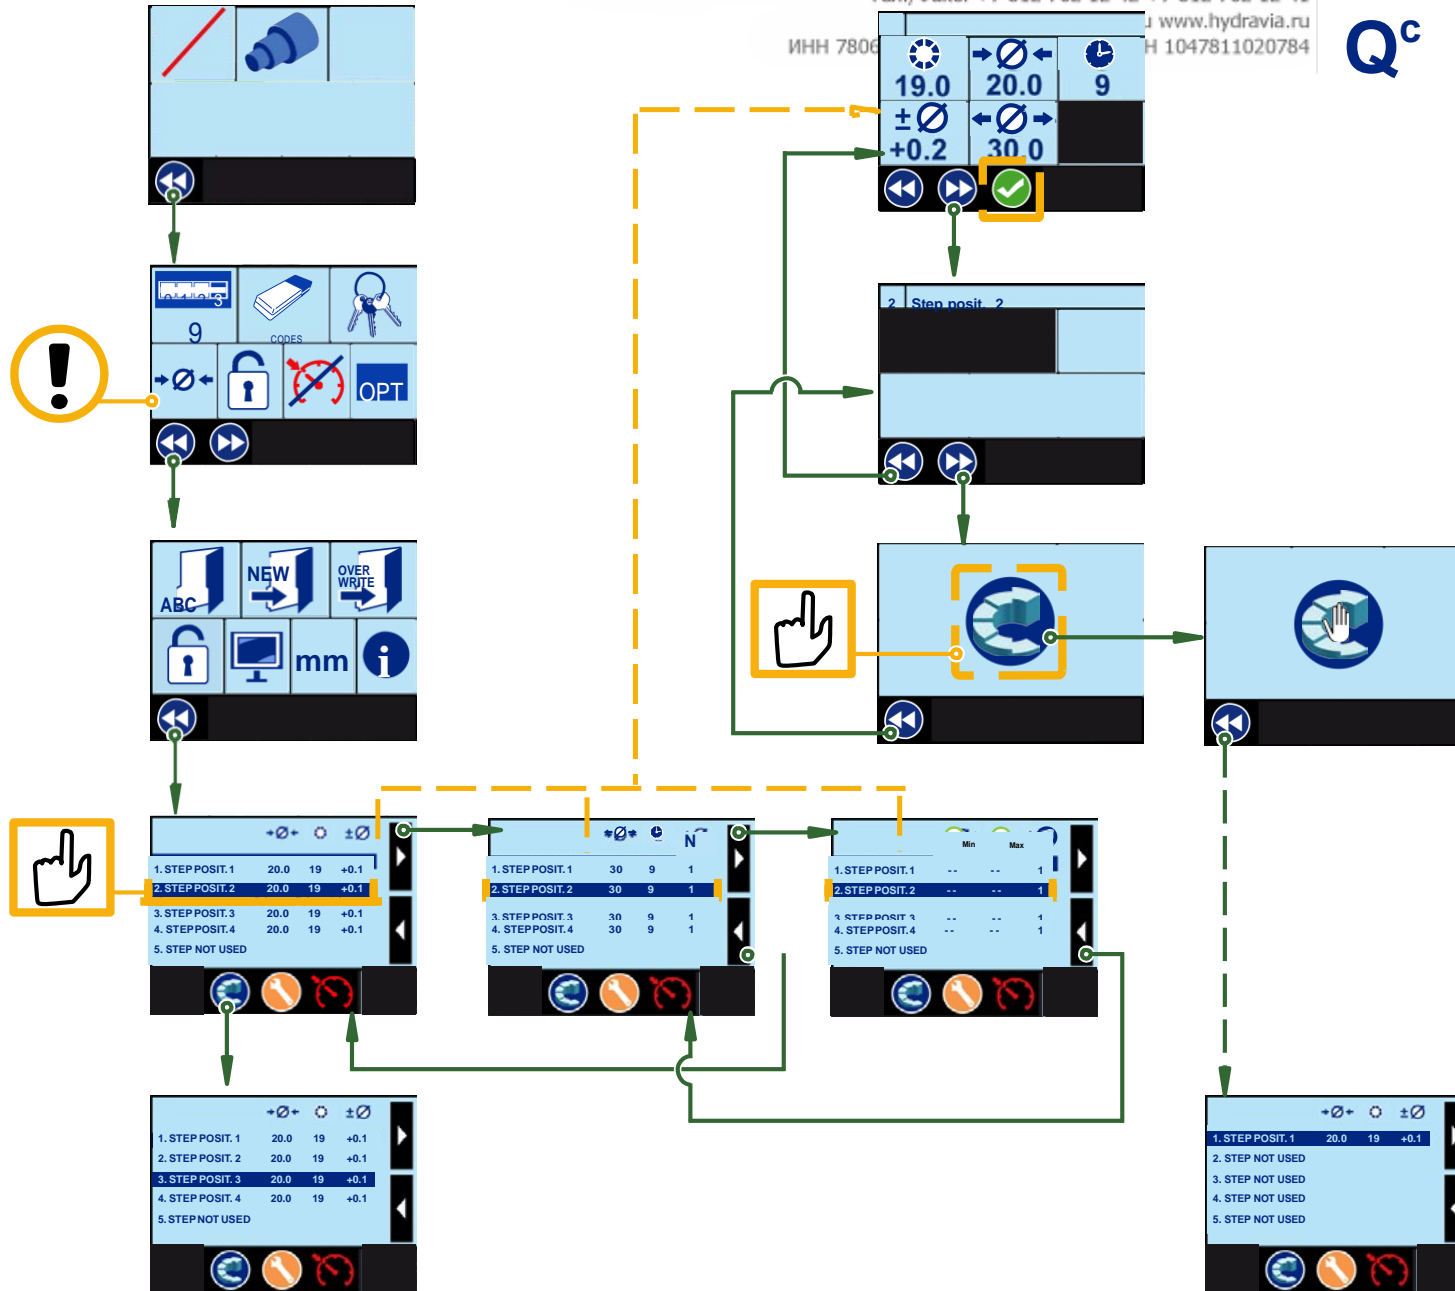 www.hydravia.ru
ИНН 7806
Н 1047811020784
Qc
19.0 20.0 9
+0.2 30.0
9
CODES
OPT
2 Step posit. 2
ABC
NEW
OVER
WRITE
mm
1. STEP POSIT. 1 20.0 19 +0.1
2. STEP POSIT. 2 20.0 19 +0.1
3. STEP POSIT. 3 20.0 19 +0.1
4. STEP POSIT. 4 20.0 19 +0.1
5. STEP NOT USED
N
1. STEP POSIT. 1 30 9 1
2. STEP POSIT. 2 30 9 1
3. STEP POSIT. 3 30 9 1
4. STEP POSIT. 4 30 9 1
5. STEP NOT USED
Min Max
1. STEP POSIT. 1 -- -- 1
2. STEP POSIT. 2 -- -- 1
3. STEP POSIT. 3 -- -- 1
4. STEP POSIT. 4 -- -- 1
5. STEP NOT USED
1. STEP POSIT. 1 20.0 19 +0.1
2. STEP POSIT. 2 20.0 19 +0.1
3. STEP POSIT. 3 20.0 19 +0.1
4. STEP POSIT. 4 20.0 19 +0.1
5. STEP NOT USED
1. STEP POSIT. 1 20.0 19 +0.1
2. STEP NOT USED
3. STEP NOT USED
4. STEP NOT USED
5. STEP NOT USED